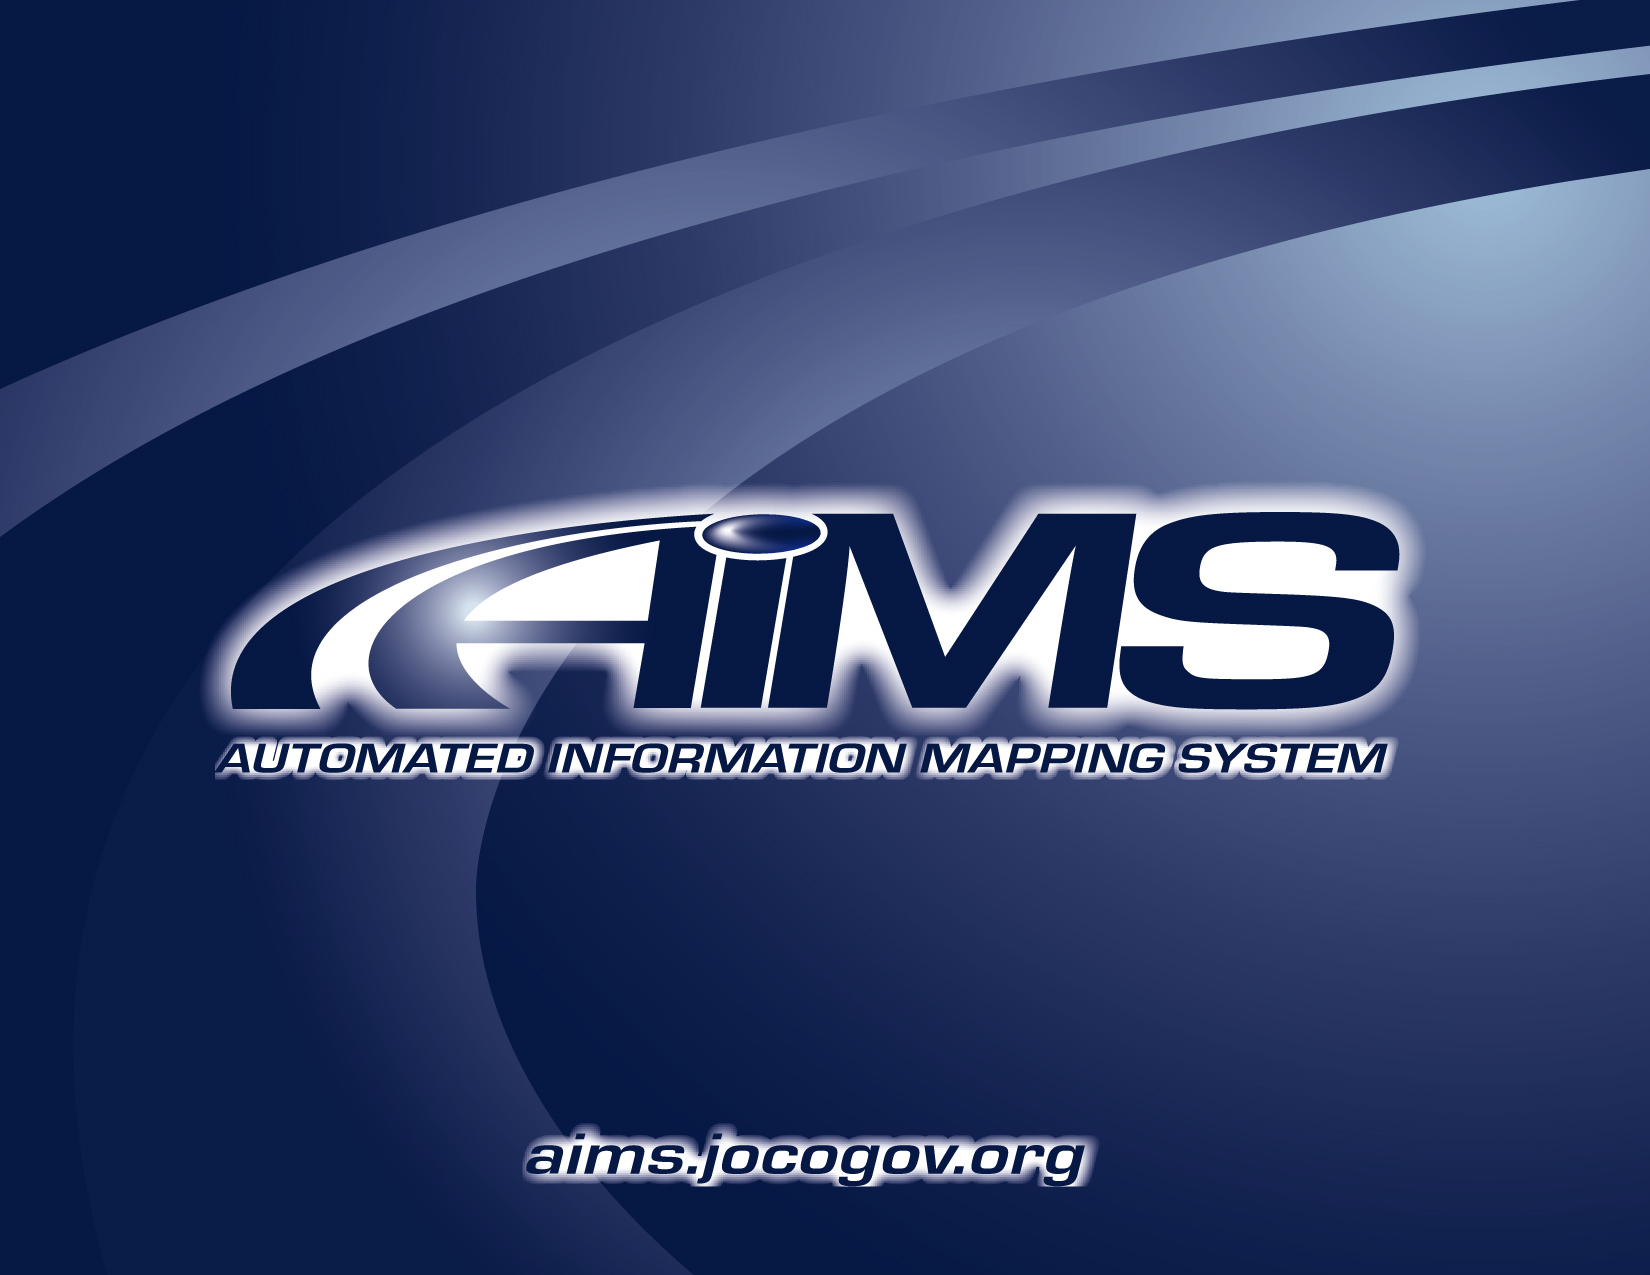 AiMS
AUTOMATED INFORMATION MAPPING SYSTEM
aims.jocogov.org